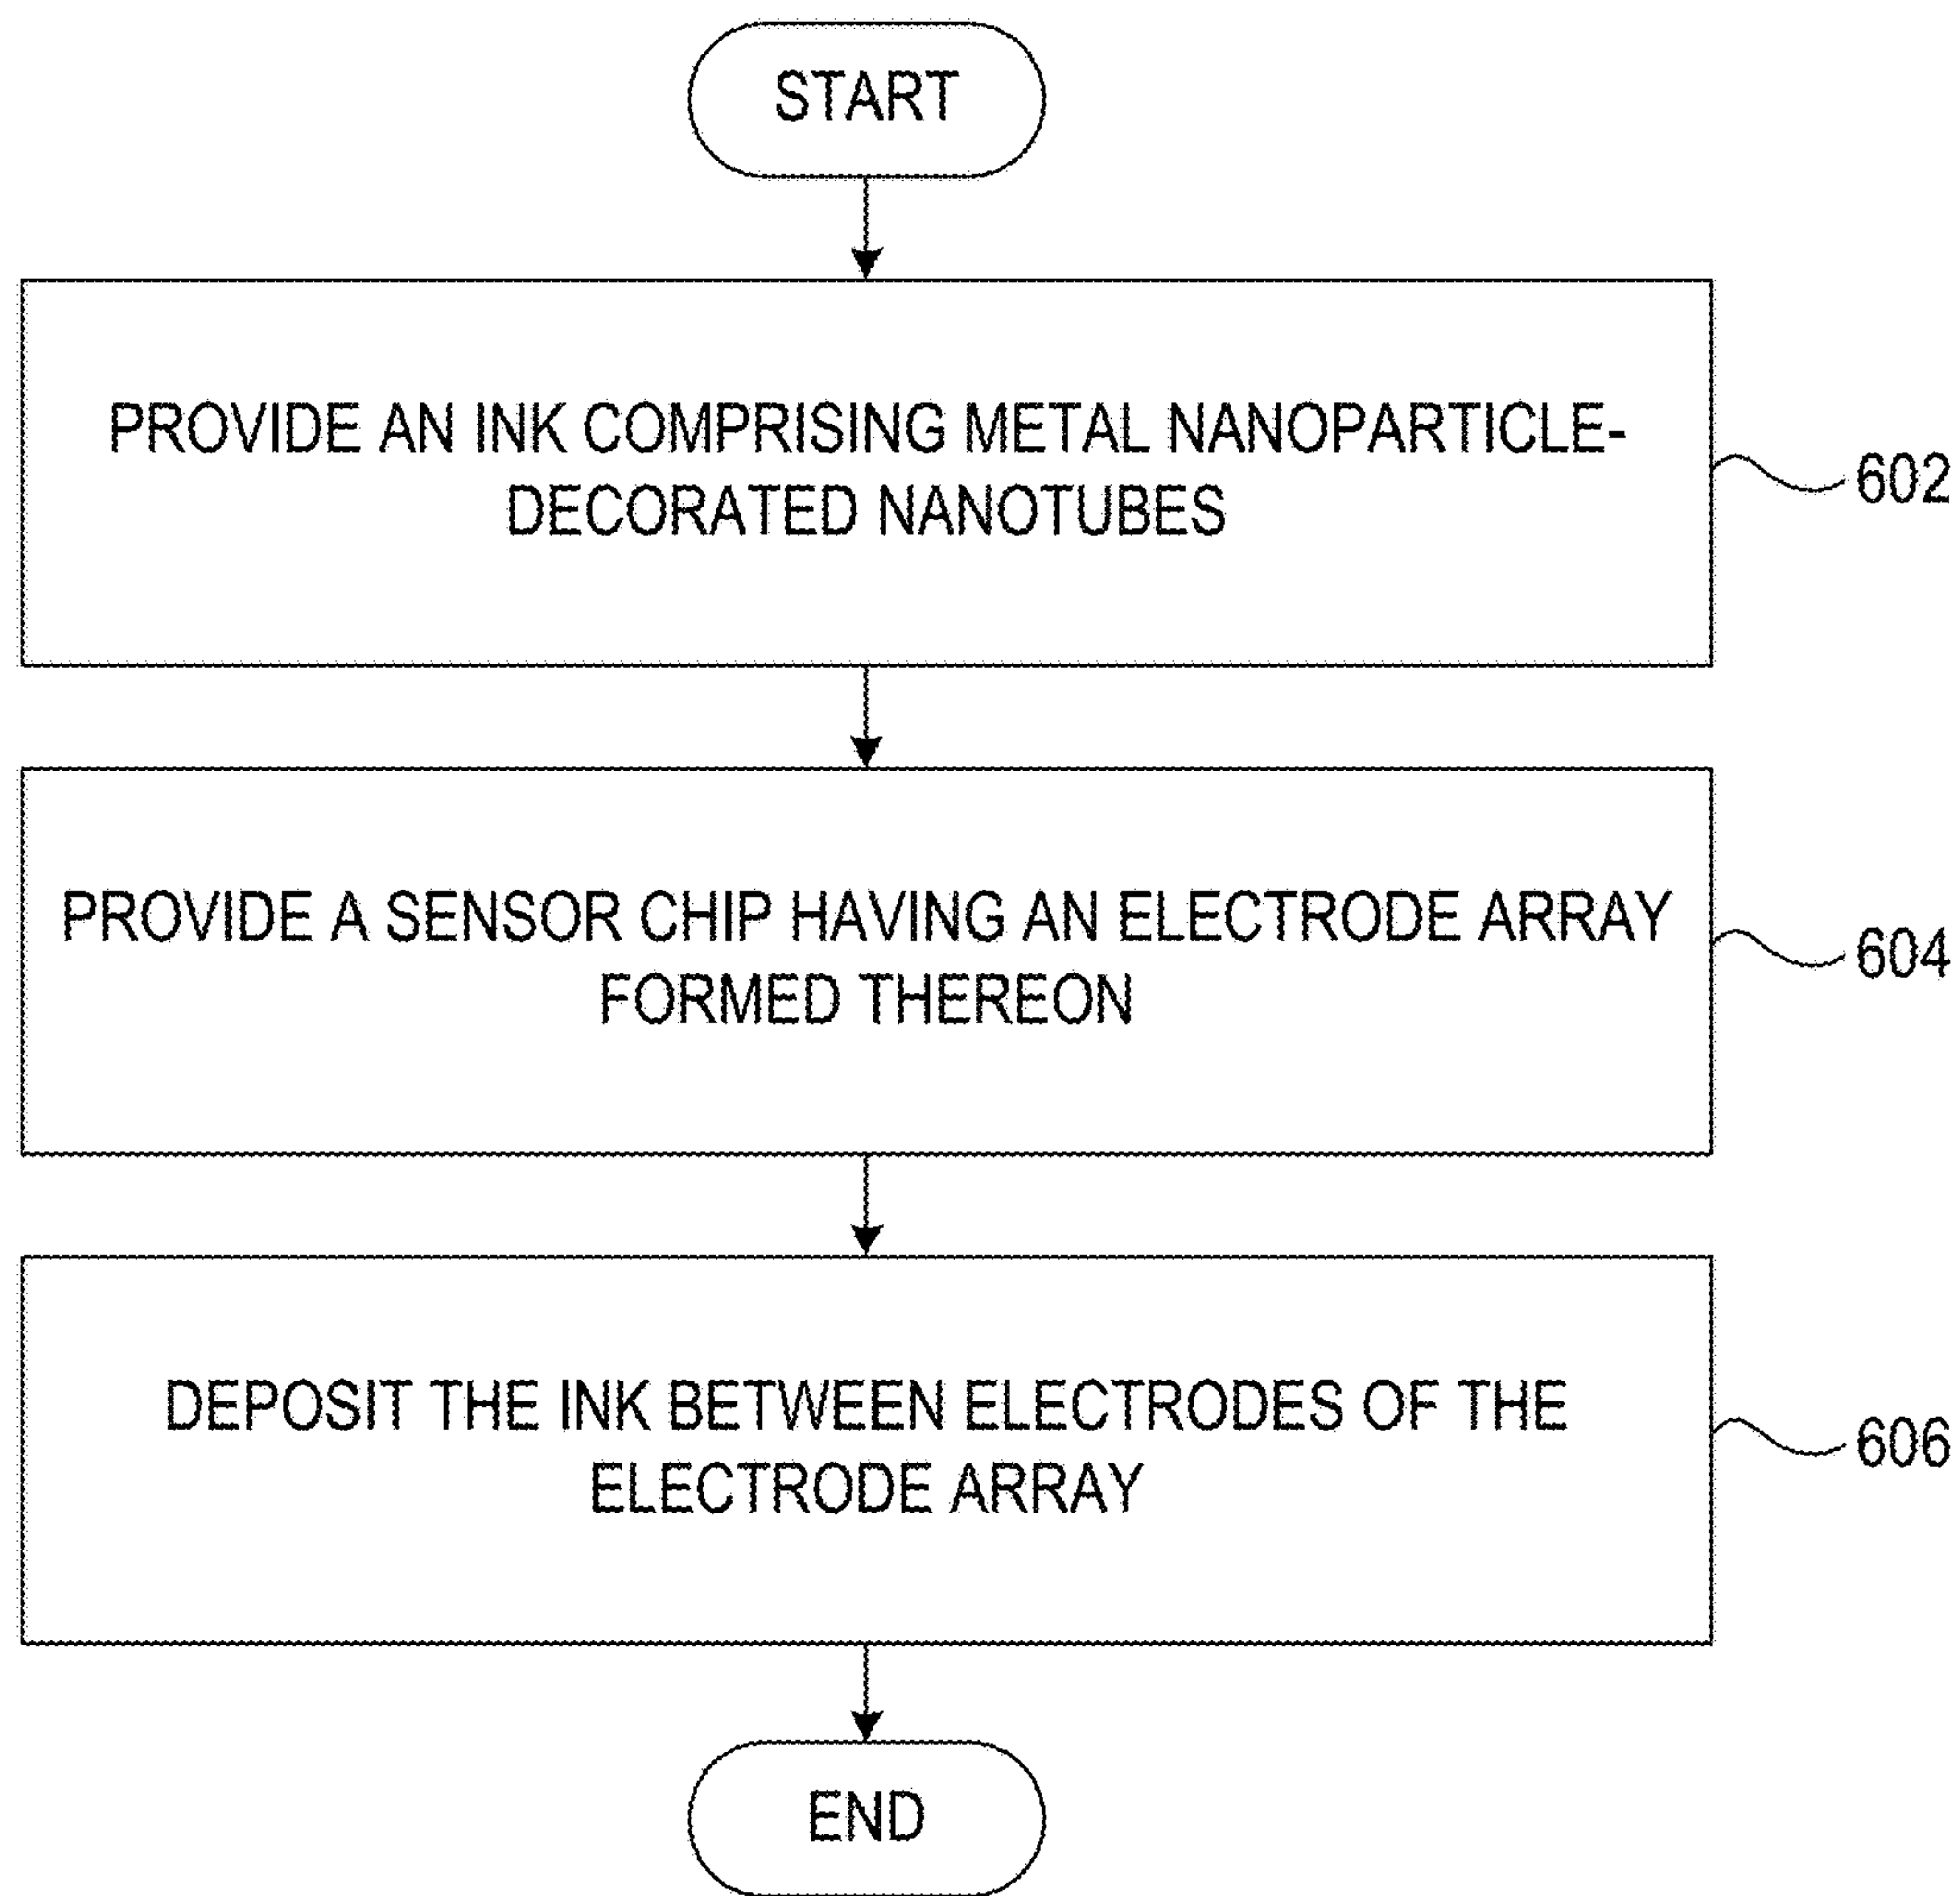 START
PROVIDE AN INK COMPRISING METAL NANOPARTICLE-
DECORATED NANOTUBES
602
PROVIDE A SENSOR CHIP HAVING AN ELECTRODE ARRAY
FORMED THEREON
604
DEPOSIT THE INK BETWEEN ELECTRODES OF THE
ELECTRODE ARRAY
606
END